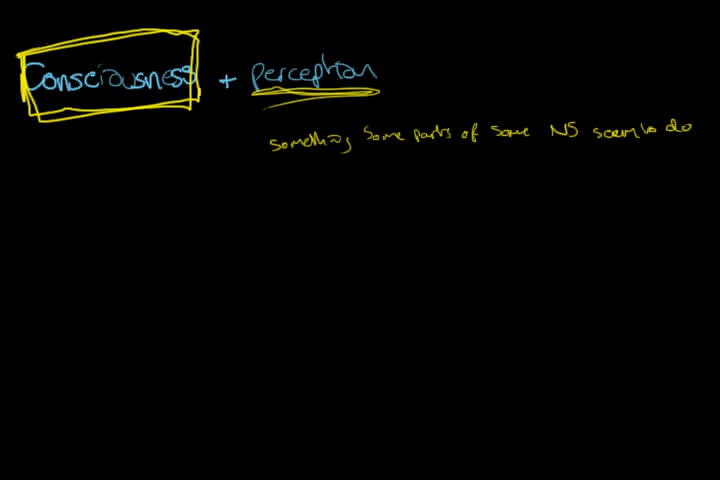 Consciousness + perception
something some parts of some NS seem to do